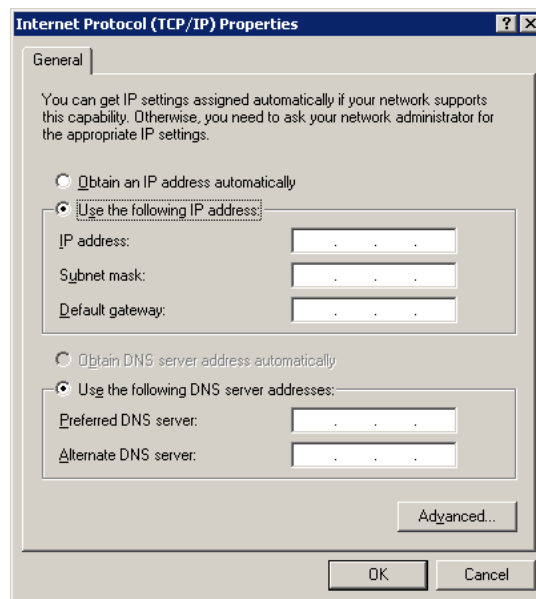 Internet Protocol (TCP/IP) Properties
General
You can get IP settings assigned automatically if your network supports
this capability. Otherwise, you need to ask your network administrator for
the appropriate IP settings.
Obtain an IP address automatically
Use the following IP address:
IP address:
Subnet mask:
Default gateway:
Obtain DNS server address automatically
Use the following DNS server addresses:
Preferred DNS server:
Alternate DNS server:
Advanced...
OK Cancel